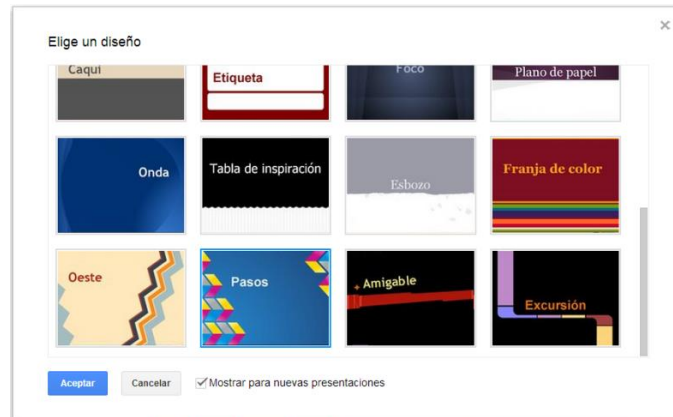 Elige un diseño
Caqui
Etiqueta
Foco
Plano de papel
Onda
Tabla de inspiración
Esbozo
Franja de color
Oeste
Pasos
Amigable
Excursión
Aceptar
Cancelar
Mostrar para nuevas presentaciones